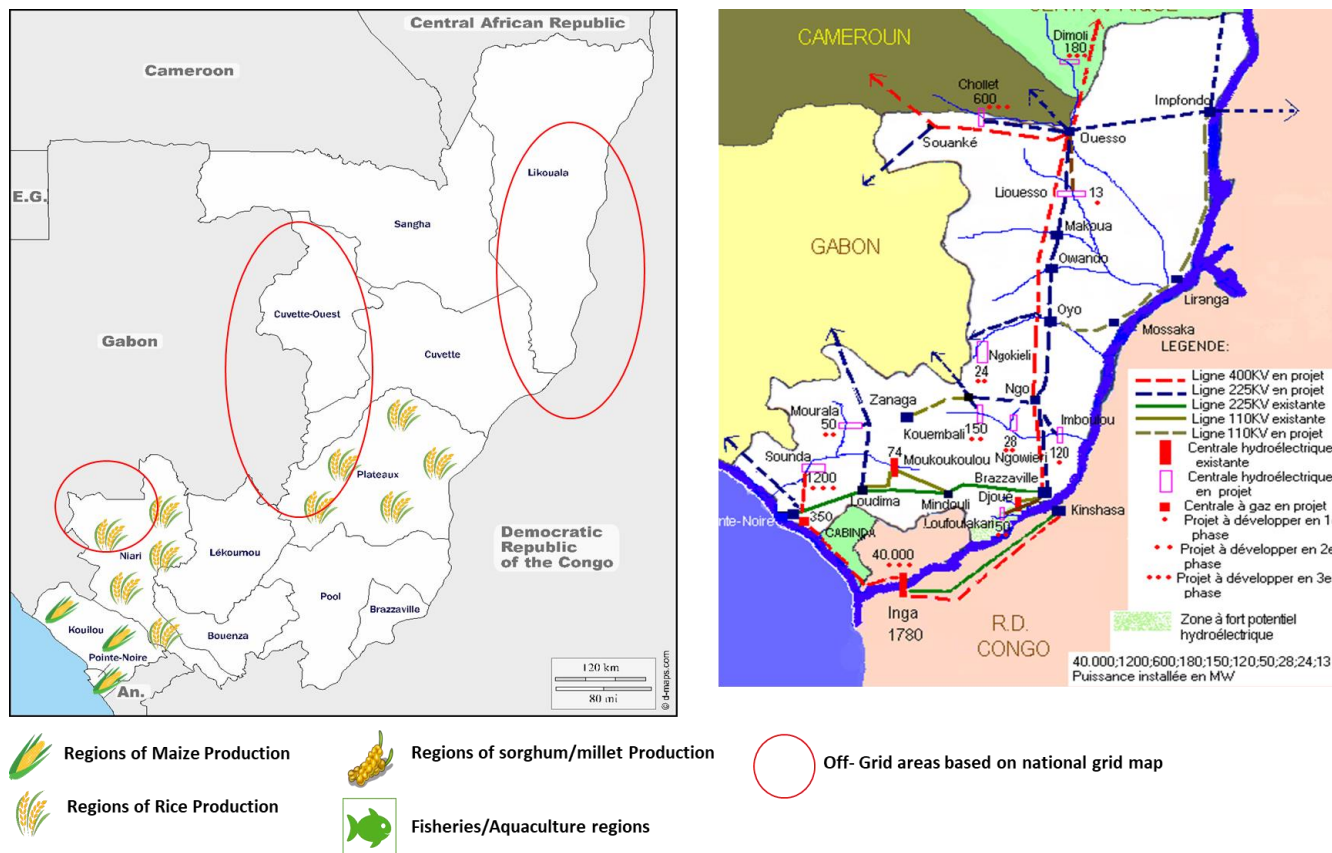 Central African Republic
Cameroon
E.G.
Likouala
Sangha
Cuvette-Ouest
Gabon
Cuvette
Plateaux
Democratic
Republic
of the Congo
Niari
Lékoumou
Pool
Brazzaville
Kouilou
Bouenza
Pointe-Noire
An.
120 km
80 mi
© d-maps.com
CAMEROUN
Dimoli
180
Chollet
600
Impfondo
Souanké
Ouesso
Liouesso
13
Makoua
GABON
Owando
Liranga
Oyo
Mossaka
Ngokieli
24
Zanaga
Ngo
Mourala
50
Imboulou
Kouembali
150
28
Ngowieri
120
Sounda
1200
74
Moukoukoulou
Brazzaville
Djoué
Loudima
Mindouli
350
Loufoulakari
50
Kinshasa
CABINDA
40.000
Inga
1780
R.D.
CONGO
LEGENDE:
Ligne 400KV en projet
Ligne 225KV en projet
Ligne 225KV existante
Ligne 110KV existante
Ligne 110KV en projet
Centrale hydroélectrique
existante
Centrale hydroélectrique
en projet
Centrale à gaz en projet
Projet à développer en 1
phase
Projet à développer en 2e
phase
Projet à développer en 3e
phase
Zone à fort potentiel
hydroélectrique
40.000;1200;600;180;150;120;50;28;24;13
Puissance installée en MW
Regions of Maize Production
Regions of sorghum/millet Production
Off- Grid areas based on national grid map
Regions of Rice Production
Fisheries/Aquaculture regions